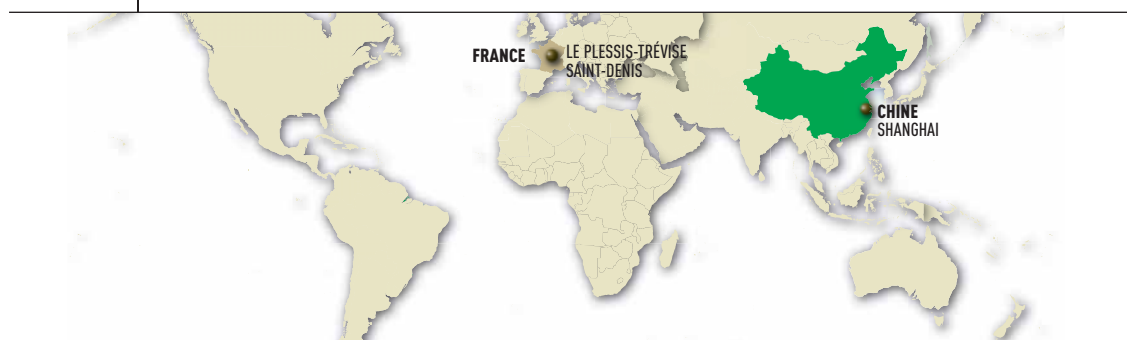 FRANCE
LE PLESSIS-TRÉVISE
SAINT-DENIS
CHINE
SHANGHAI